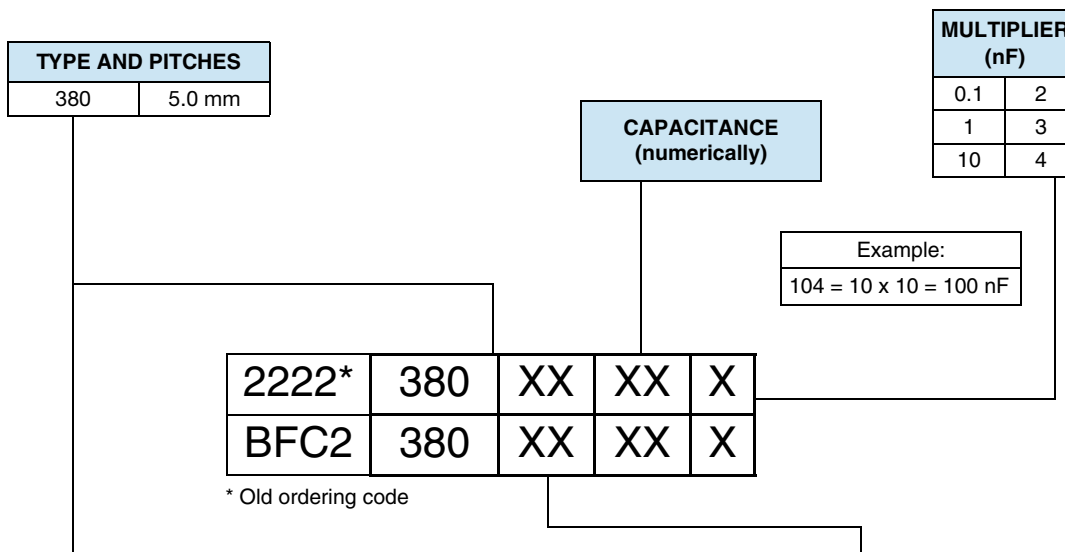 TYPE AND PITCHES
380 5.0 mm
CAPACITANCE
(numerically)
MULTIPLIER
(nF)
0.1 2
1 3
10 4
Example:
104 = 10 x 10 = 100 nF
2222* 380 XX XX X
BFC2 380 XX XX X
* Old ordering code